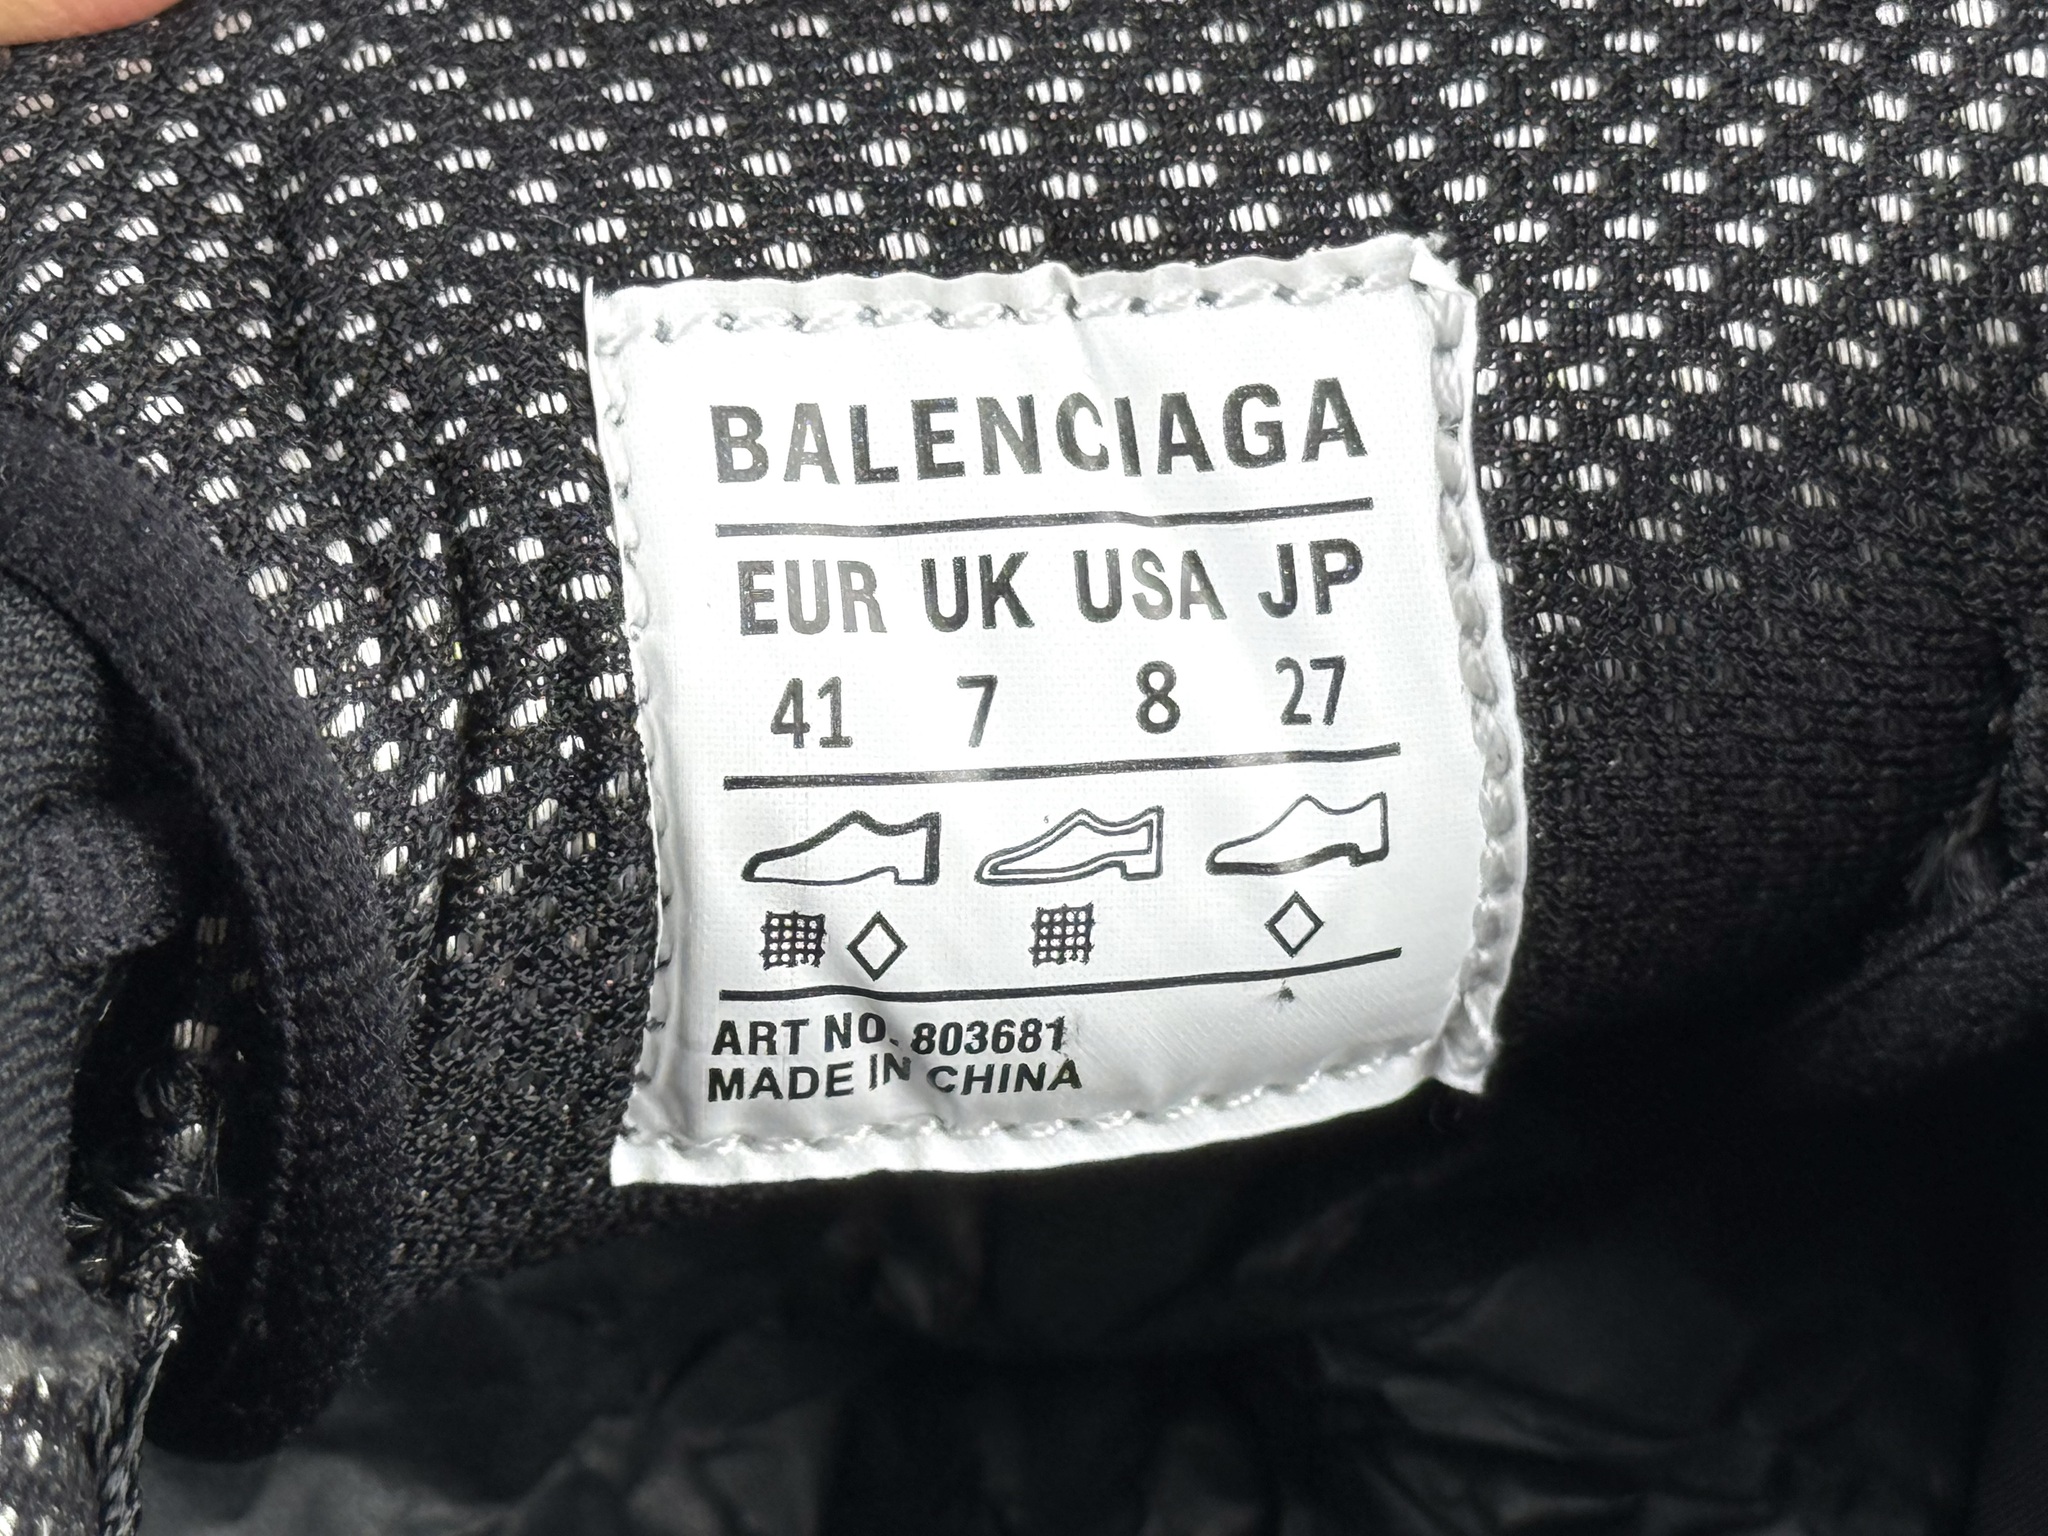 BALENCIAGA
EUR UK USA JP
41 7 8 27
ART NO. 803681
MADE IN CHINA